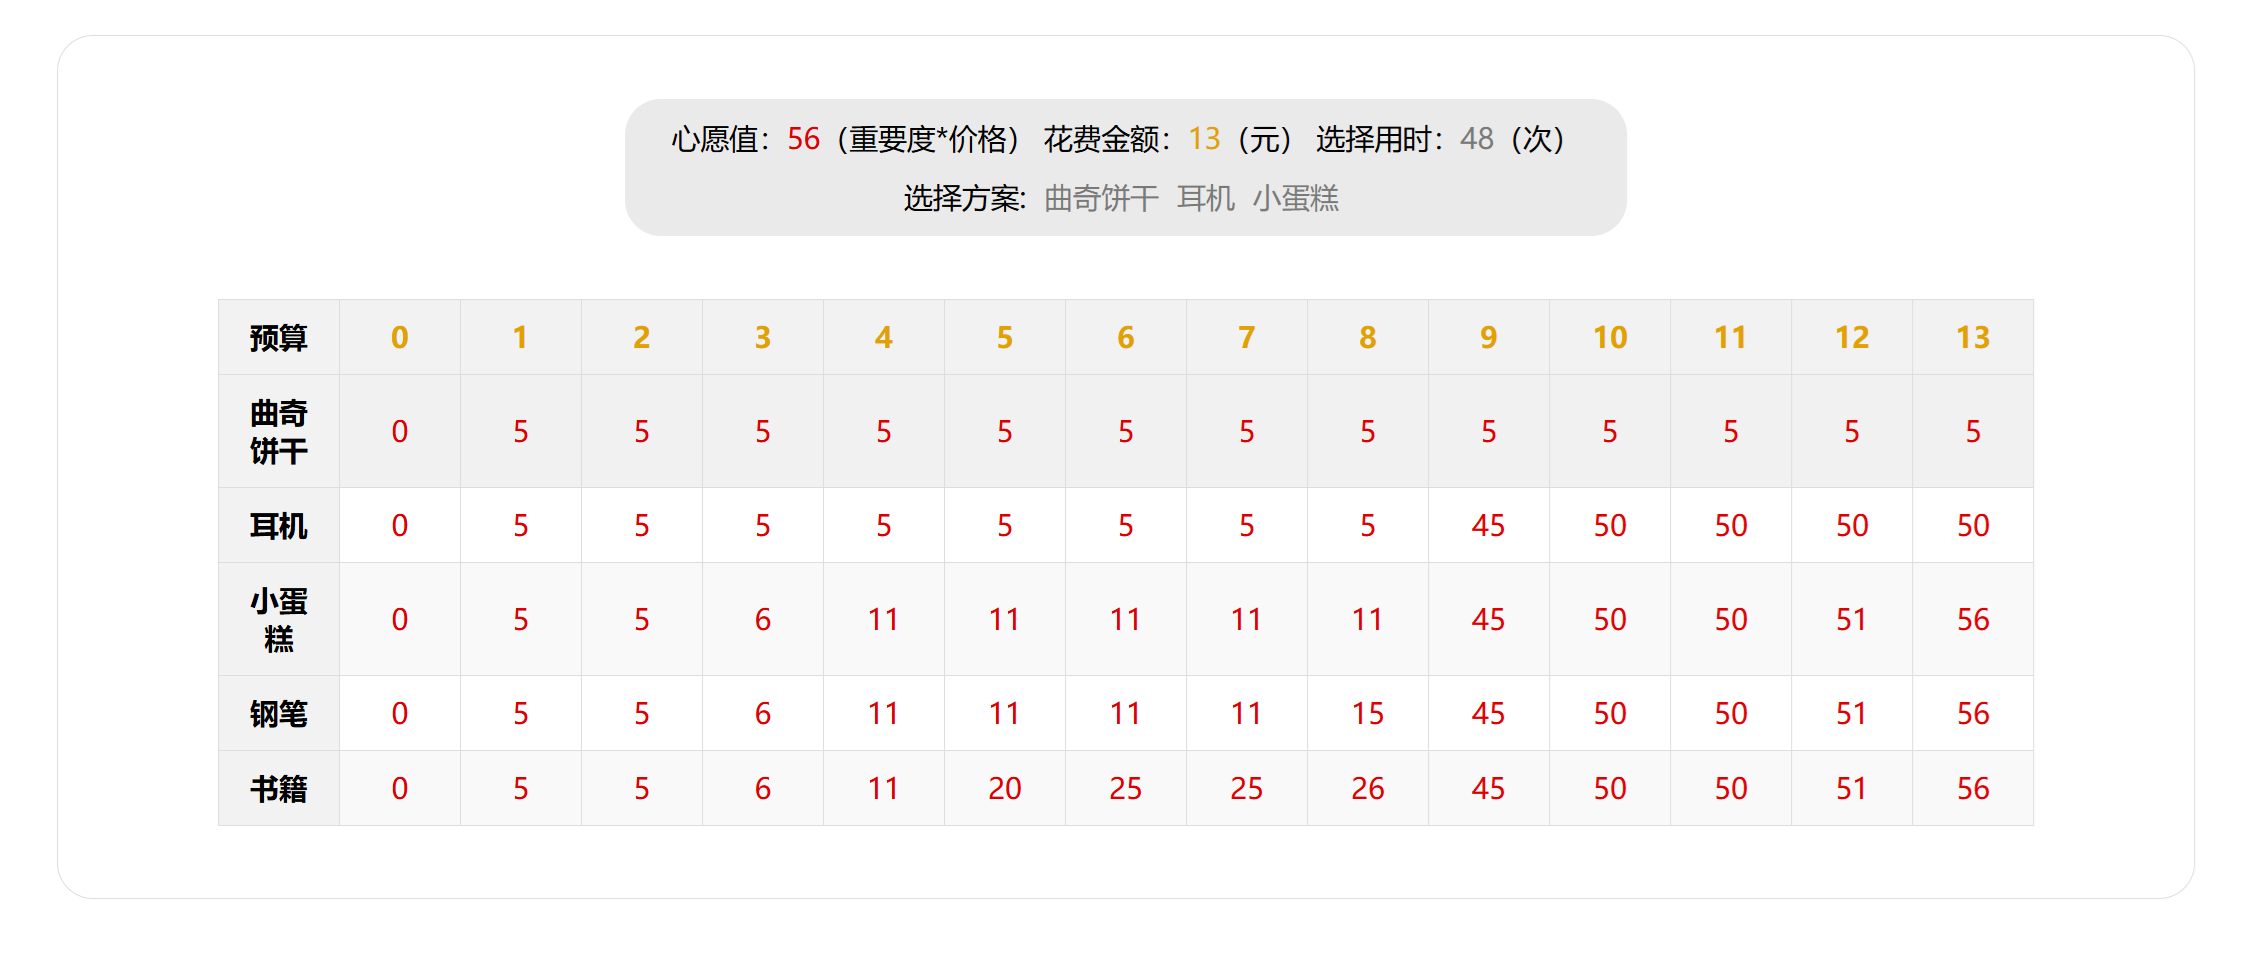 心愿值：56（重要度*价格） 花费金额：13（元） 选择用时：48（次）
选择方案: 曲奇饼干 耳机 小蛋糕
预算 0 1 2 3 4 5 6 7 8 9 10 11 12 13
曲奇
饼干 0 5 5 5 5 5 5 5 5 5 5 5 5 5
耳机 0 5 5 5 5 5 5 5 5 45 50 50 50 50
小蛋
糕 0 5 5 6 11 11 11 11 11 45 50 50 51 56
钢笔 0 5 5 6 11 11 11 11 15 45 50 50 51 56
书籍 0 5 5 6 11 20 25 25 26 45 50 50 51 56